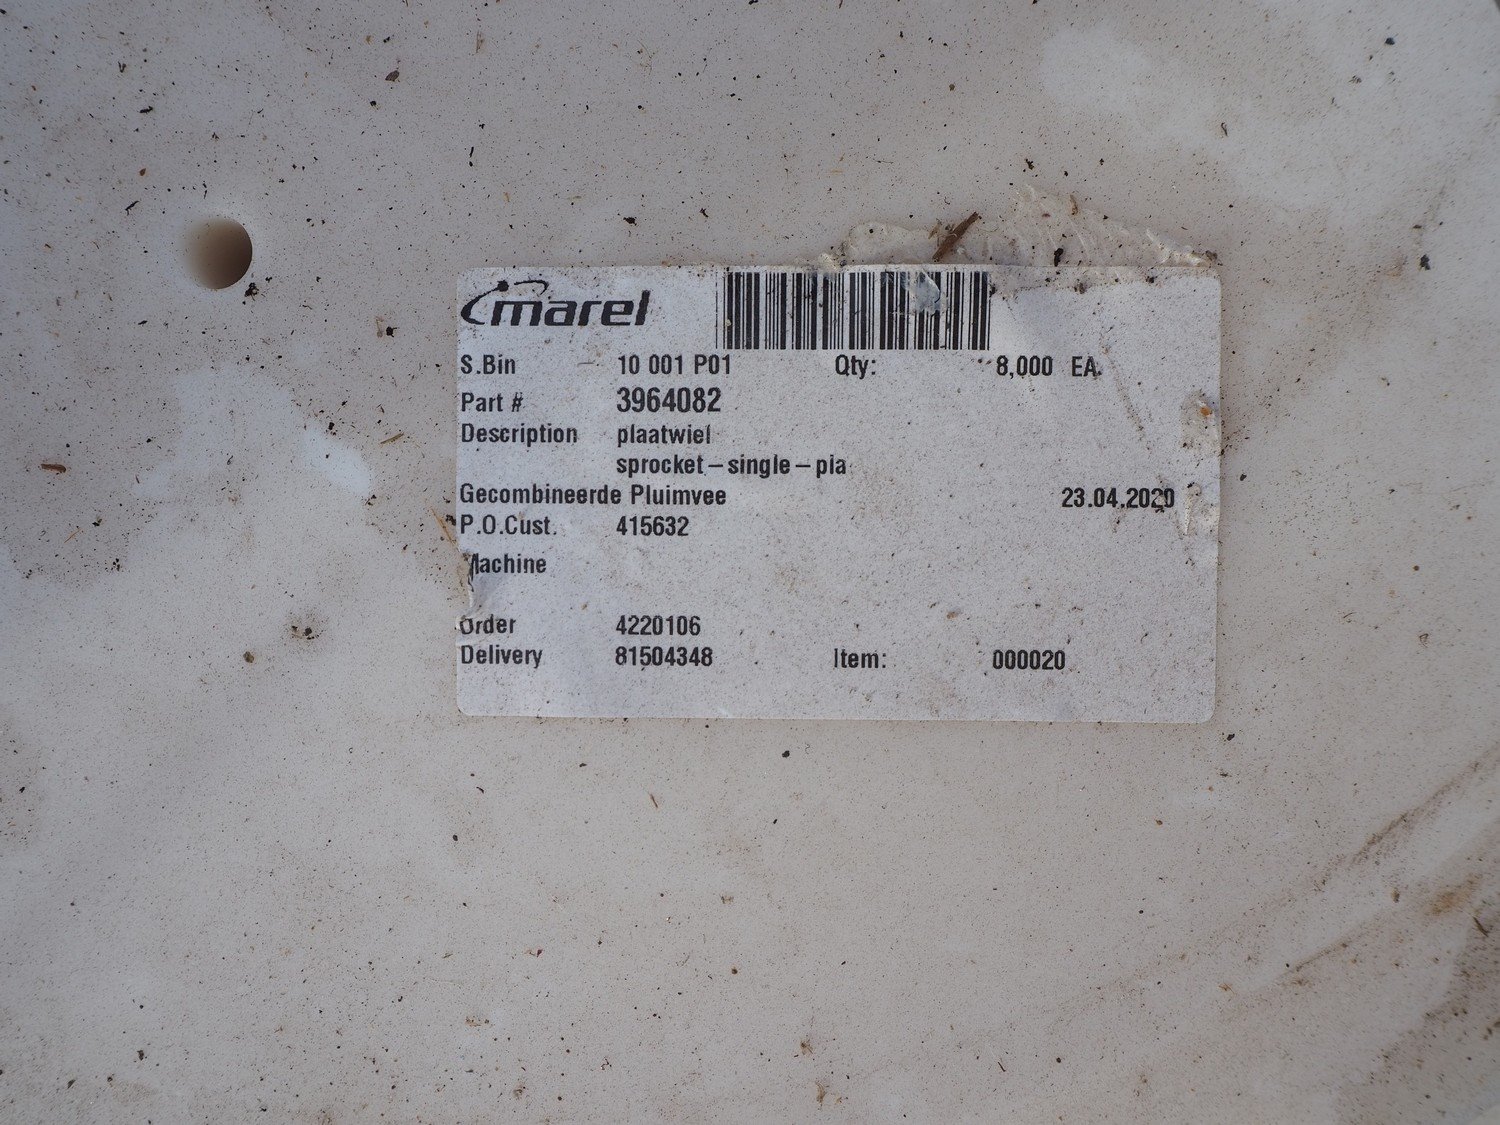 marel
S.Bin 10 001 P01 Qty: 8,000 EA.
Part # 3964082
Description plaatwiel
sprocket-single-pla
Gecombineerde Pluimvee 23.04.2020
P.O.Cust. 415632
Machine
Order 4220106
Delivery 81504348 Item: 000020